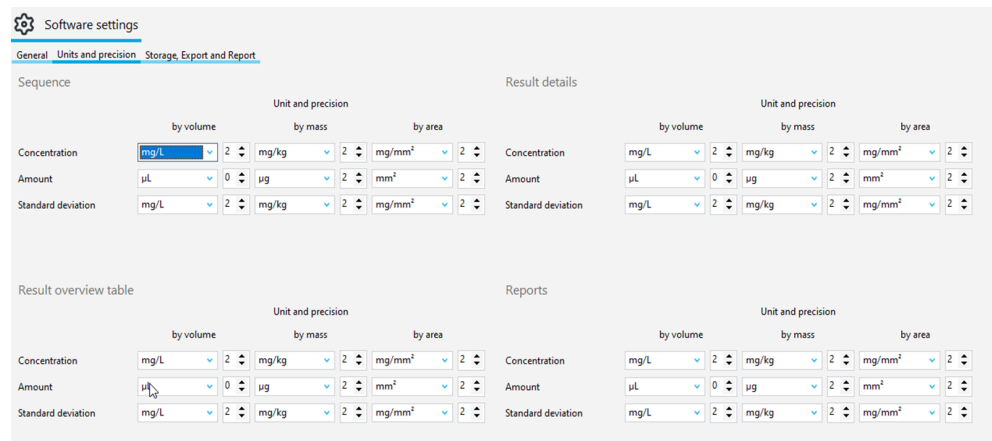 Software settings
General Units and precision Storage, Export and Report
Sequence
Unit and precision
by volume by mass by area
Concentration mg/L 2 mg/kg 2 mg/mm² 2
Amount µL 0 µg 2 mm² 2
Standard deviation mg/L 2 mg/kg 2 mg/mm² 2
Result details
Unit and precision
by volume by mass by area
Concentration mg/L 2 mg/kg 2 mg/mm² 2
Amount µL 0 µg 2 mm² 2
Standard deviation mg/L 2 mg/kg 2 mg/mm² 2
Result overview table
Unit and precision
by volume by mass by area
Concentration mg/L 2 mg/kg 2 mg/mm² 2
Amount µL 0 µg 2 mm² 2
Standard deviation mg/L 2 mg/kg 2 mg/mm² 2
Reports
Unit and precision
by volume by mass by area
Concentration mg/L 2 mg/kg 2 mg/mm² 2
Amount µL 0 µg 2 mm² 2
Standard deviation mg/L 2 mg/kg 2 mg/mm² 2